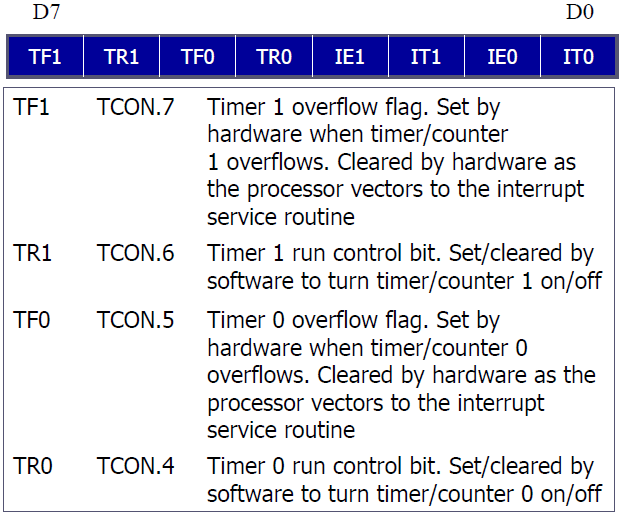 D7 D0
TF1 TR1 TF0 TR0 IE1 IT1 IE0 IT0
TF1 TCON.7 Timer 1 overflow flag. Set by
hardware when timer/counter
1 overflows. Cleared by hardware as
the processor vectors to the interrupt
service routine
TR1 TCON.6 Timer 1 run control bit. Set/cleared by
software to turn timer/counter 1 on/off
TF0 TCON.5 Timer 0 overflow flag. Set by
hardware when timer/counter 0
overflows. Cleared by hardware as the
processor vectors to the interrupt
service routine
TR0 TCON.4 Timer 0 run control bit. Set/cleared by
software to turn timer/counter 0 on/off